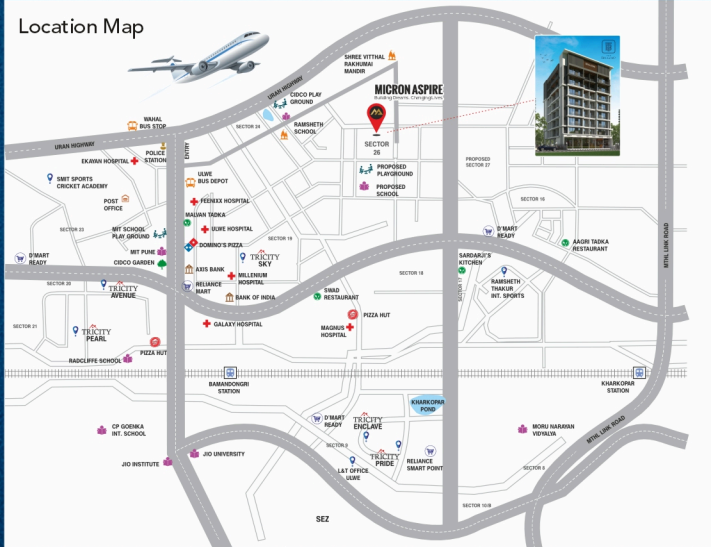 Location Map
SHREE VITTHAL
RAKHUMAI
MANDIR
URAN HIGHWAY
CIDCO PLAY
GROUND
MICRON ASPIRE
Building Dreams. Changing Lives
WAHAL
BUS STOP
SECTOR 24
RAMSHETH
SCHOOL
URAN HIGHWAY
POLICE
STATION
ENTRY
SECTOR
26
EKAYAN HOSPITAL
PROPOSED
SECTOR 27
ULWE
BUS DEPOT
PROPOSED
PLAYGROUND
SMIT SPORTS
CRICKET ACADEMY
PROPOSED
SCHOOL
POST
OFFICE
FEENIXX HOSPITAL
SECTOR 16
MALVAN TADKA
SECTOR 23
MIT SCHOOL
PLAY GROUND
ULWE HOSPITAL
D'MART
READY
SECTOR 19
DOMINO'S PIZZA
AAGRI TADKA
RESTAURANT
MTHL LINK ROAD
MIT PUNE
D'MART
READY
CIDCO GARDEN
TRICITY
SKY
SARDARJI'S
KITCHEN
AXIS BANK
SECTOR 18
MILLENIUM
HOSPITAL
RAMSHETH
THAKUR
INT. SPORTS
SECTOR 20
TRICITY
AVENUE
RELIANCE
MART
BANK OF INDIA
SWAD
RESTAURANT
SECTOR 21
TRICITY
PEARL
GALAXY HOSPITAL
PIZZA HUT
MAGNUS
HOSPITAL
PIZZA HUT
RADCLIFFE SCHOOL
BAMANDONGRI
STATION
KHARKOPAR
STATION
KHARKOPAR
POND
D'MART
READY
TRICITY
ENCLAVE
CP GOENKA
INT. SCHOOL
MORU NARAYAN
VIDYALYA
MTHL LINK ROAD
JIO UNIVERSITY
TRICITY
PRIDE
JIO INSTITUTE
RELIANCE
SMART POINT
L&T OFFICE
ULWE
SECTOR 8
SECTOR 10/B
SEZ